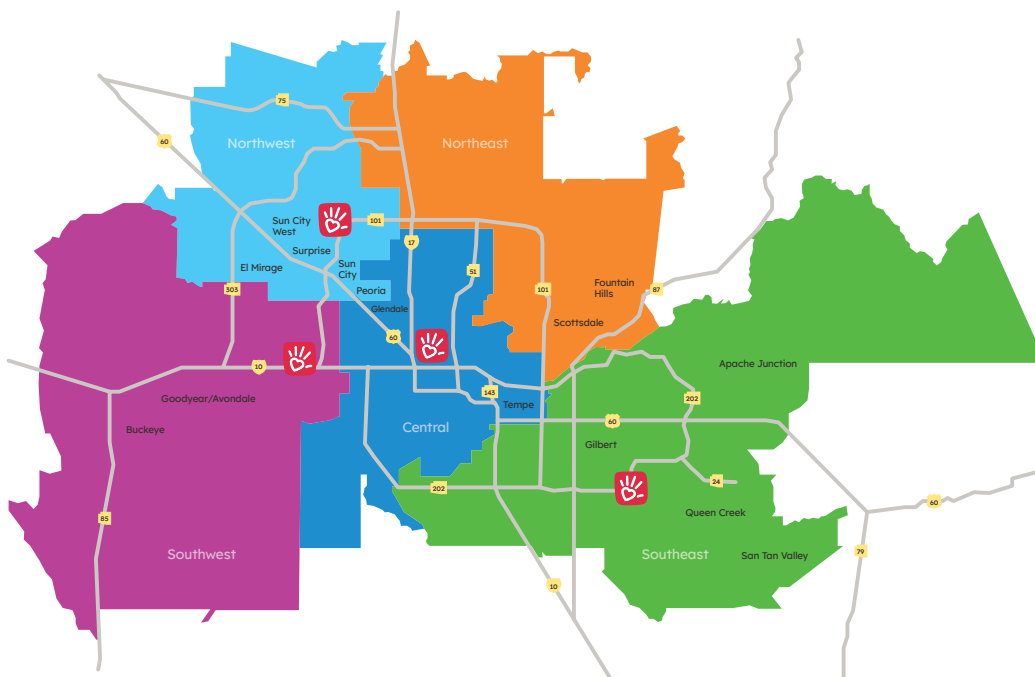 75
60
Northwest
Northeast
Sun City
West
101
17
Surprise
Sun
City
El Mirage
51
303
Peoria
101
Fountain
Hills
87
Glendale
Scottsdale
60
10
Apache Junction
143
Goodyear/Avondale
Tempe
202
60
Buckeye
Central
Gilbert
202
24
60
85
Queen Creek
Southwest
Southeast
San Tan Valley
79
10